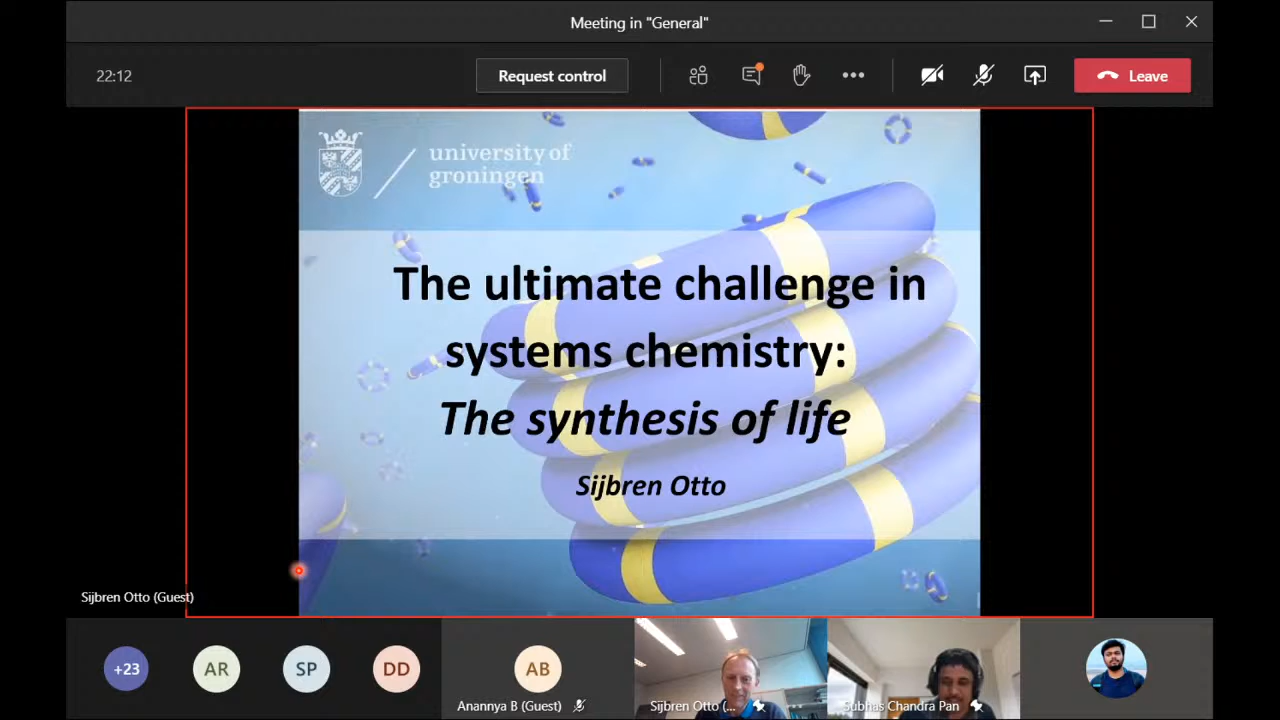 Meeting in "General"
22:12
Request control
Leave
university of
groningen
The ultimate challenge in
systems chemistry:
The synthesis of life
Sijbren Otto
Sijbren Otto (Guest)
+23
AR
SP
DD
AB
Anannya B (Guest)
Sijbren Otto (...
Subhas Chandra Pan